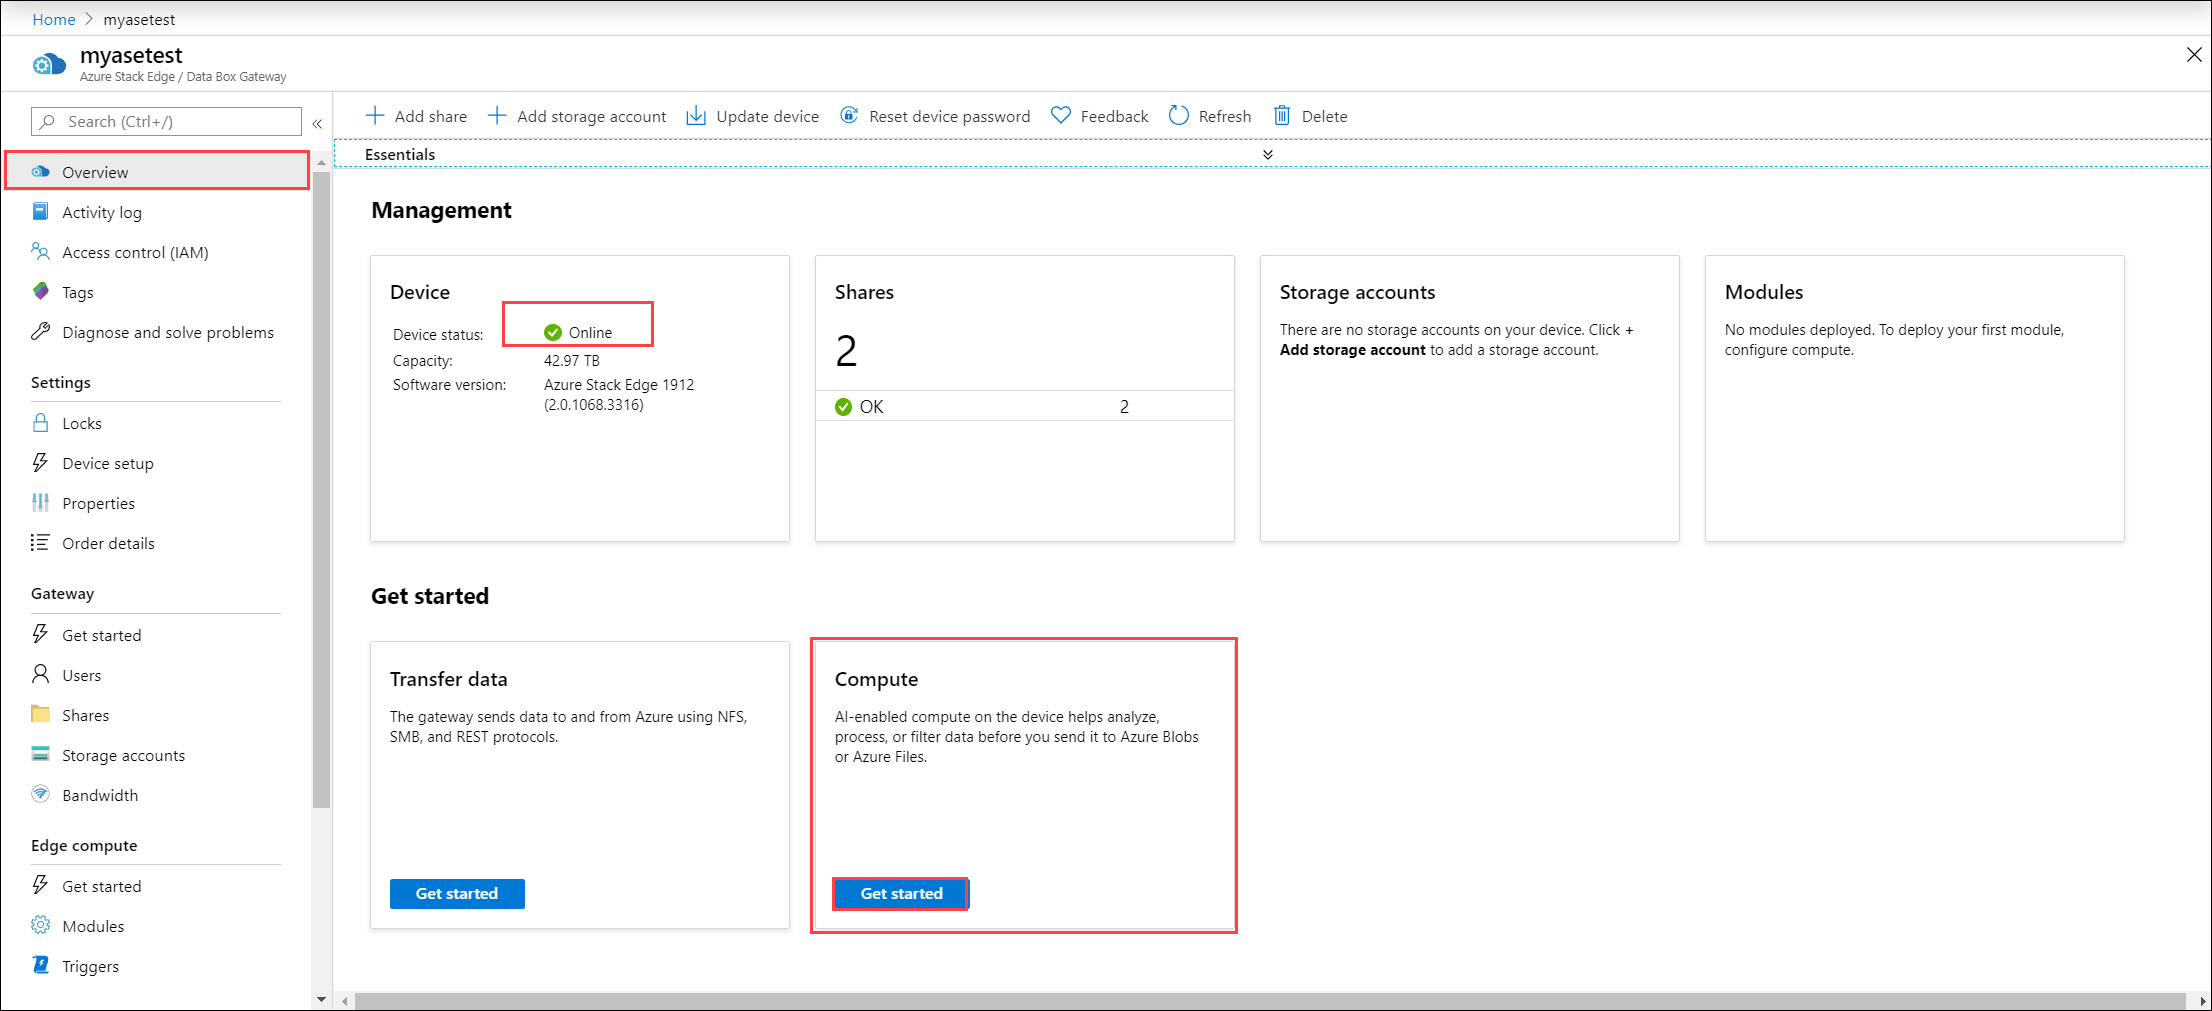 Home > myasetest
myasetest
Azure Stack Edge / Data Box Gateway
Search (Ctrl+/)
«
Overview
Activity log
Access control (IAM)
Tags
Diagnose and solve problems
Settings
Locks
Device setup
Properties
Order details
Gateway
Get started
Users
Shares
Storage accounts
Bandwidth
Edge compute
Get started
Modules
Triggers
Add share
Add storage account
Update device
Reset device password
Feedback
Refresh
Delete
Essentials
Management
Device
Device status: Online
Capacity: 42.97 TB
Software version: Azure Stack Edge 1912
(2.0.1068.3316)
Shares
2
OK 2
Storage accounts
There are no storage accounts on your device. Click +
Add storage account to add a storage account.
Modules
No modules deployed. To deploy your first module,
configure compute.
Get started
Transfer data
The gateway sends data to and from Azure using NFS,
SMB, and REST protocols.
Get started
Compute
AI-enabled compute on the device helps analyze,
process, or filter data before you send it to Azure Blobs
or Azure Files.
Get started